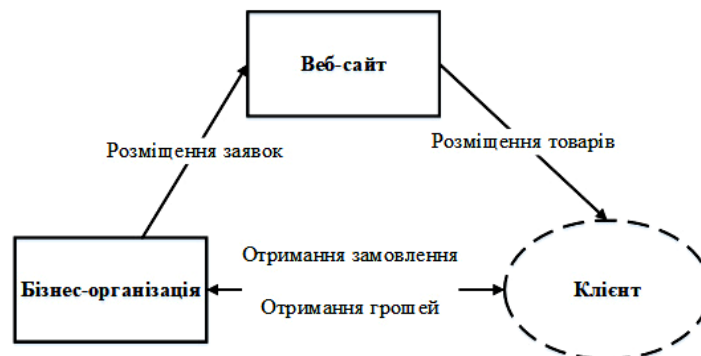 Веб-сайт
Розміщення заявок
Розміщення товарів
Отримання замовлення
Бізнес-організація
Клієнт
Отримання грошей